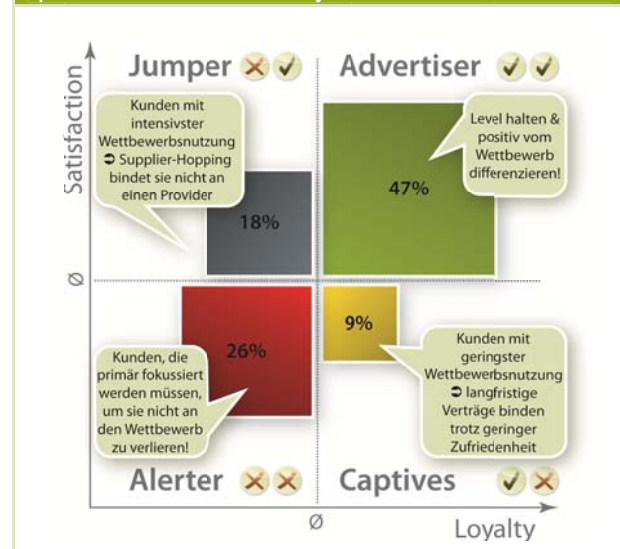 Jumper
Advertiser
Satisfaction
Kunden mit
intensivster
Wettbewerbsnutzung
➲ Supplier-Hopping
bindet sie nicht an
einen Provider
Level halten &
positiv vom
Wettbewerb
differenzieren!
18%
47%
Ø
26%
9%
Kunden, die
primär fokussiert
werden müssen,
um sie nicht an
den Wettbewerb
zu verlieren!
Kunden mit
geringster
Wettbewerbsnutzung
➲ langfristige
Verträge binden
trotz geringer
Zufriedenheit
Alerter
Captives
Ø
Loyalty